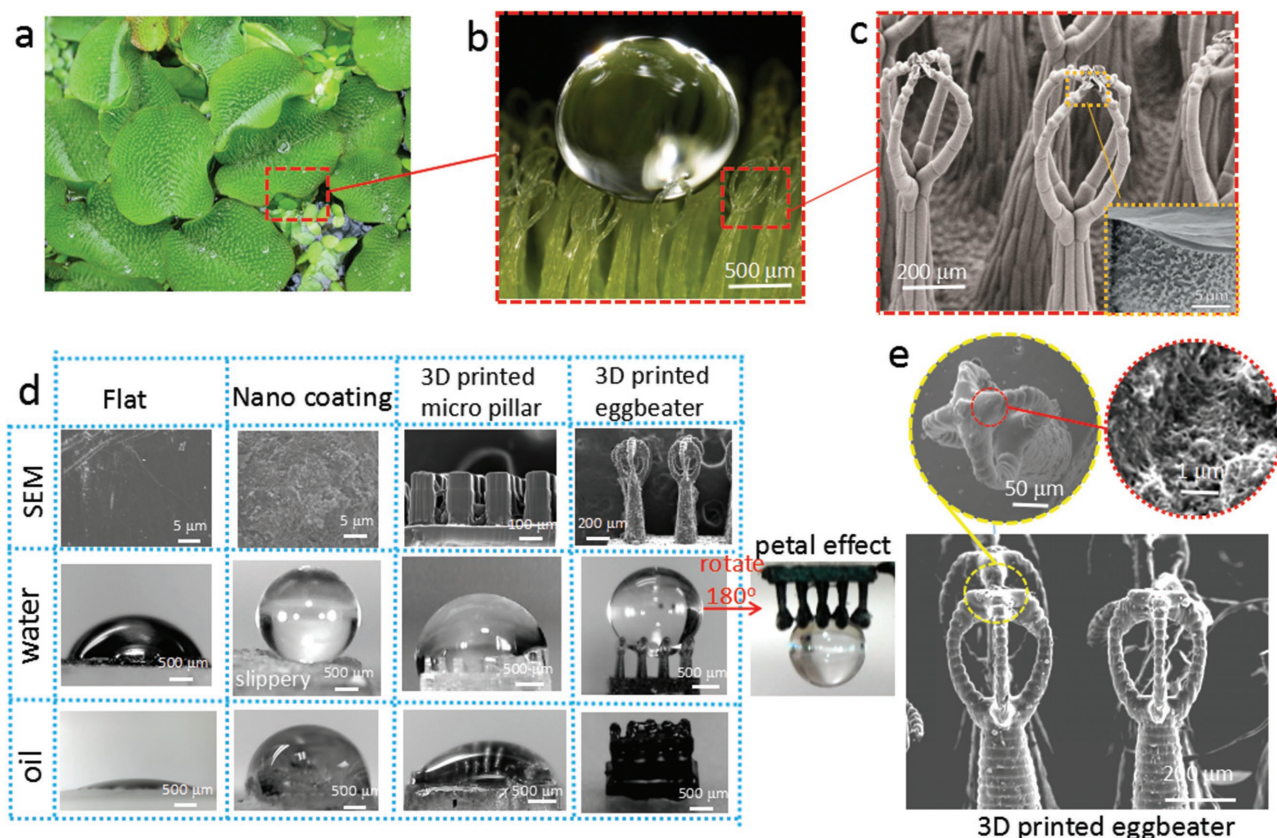 a
b
500 µm
c
200 µm
5 µm
d
Flat
Nano coating
3D printed
micro pillar
3D printed
eggbeater
SEM
5 µm
5 µm
100 µm
200 µm
water
500 µm
slippery
500 µm
500 µm
500 µm
rotate
180°
petal effect
oil
500 µm
500 µm
500 µm
500 µm
e
50 µm
1 µm
200 µm
3D printed eggbeater